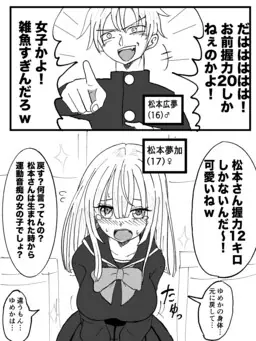 だはははははは！
お前握力20しか
ねぇのかよ！
女子かよ！
雑魚すぎんだろw
松本広夢
(16)♂
松本さん握力12キロ
しかないんだ～！
可愛いねw
松本夢加
(17)♀
戻す？何言ってんの？
松本さんは生まれた時から
運動音痴の女の子でしょ？
ゆめかの身体…
元に戻して…
たゆっ
違うもん…
ゆめかは…